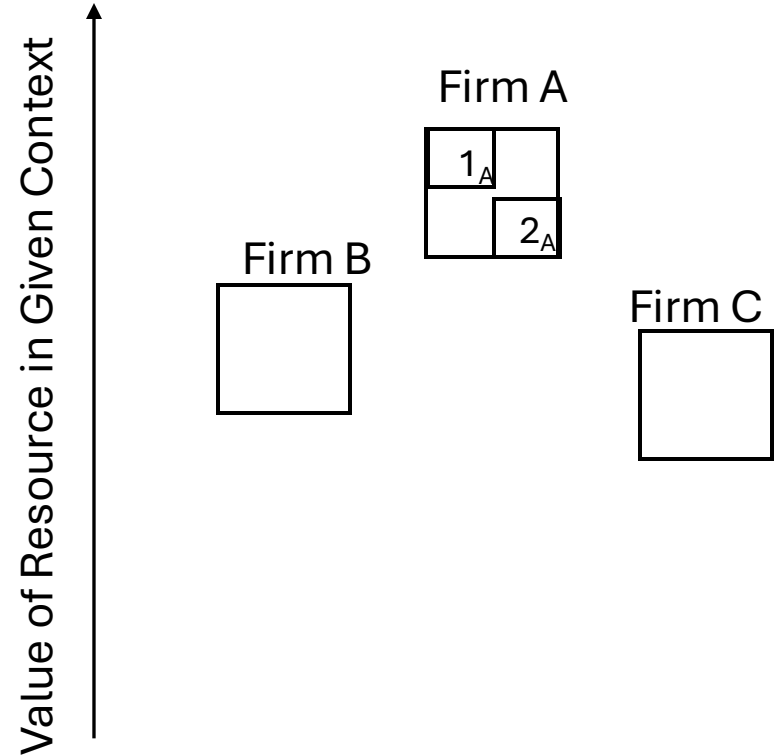 Value of Resource in Given Context
Firm A
1A
2A
Firm B
Firm C